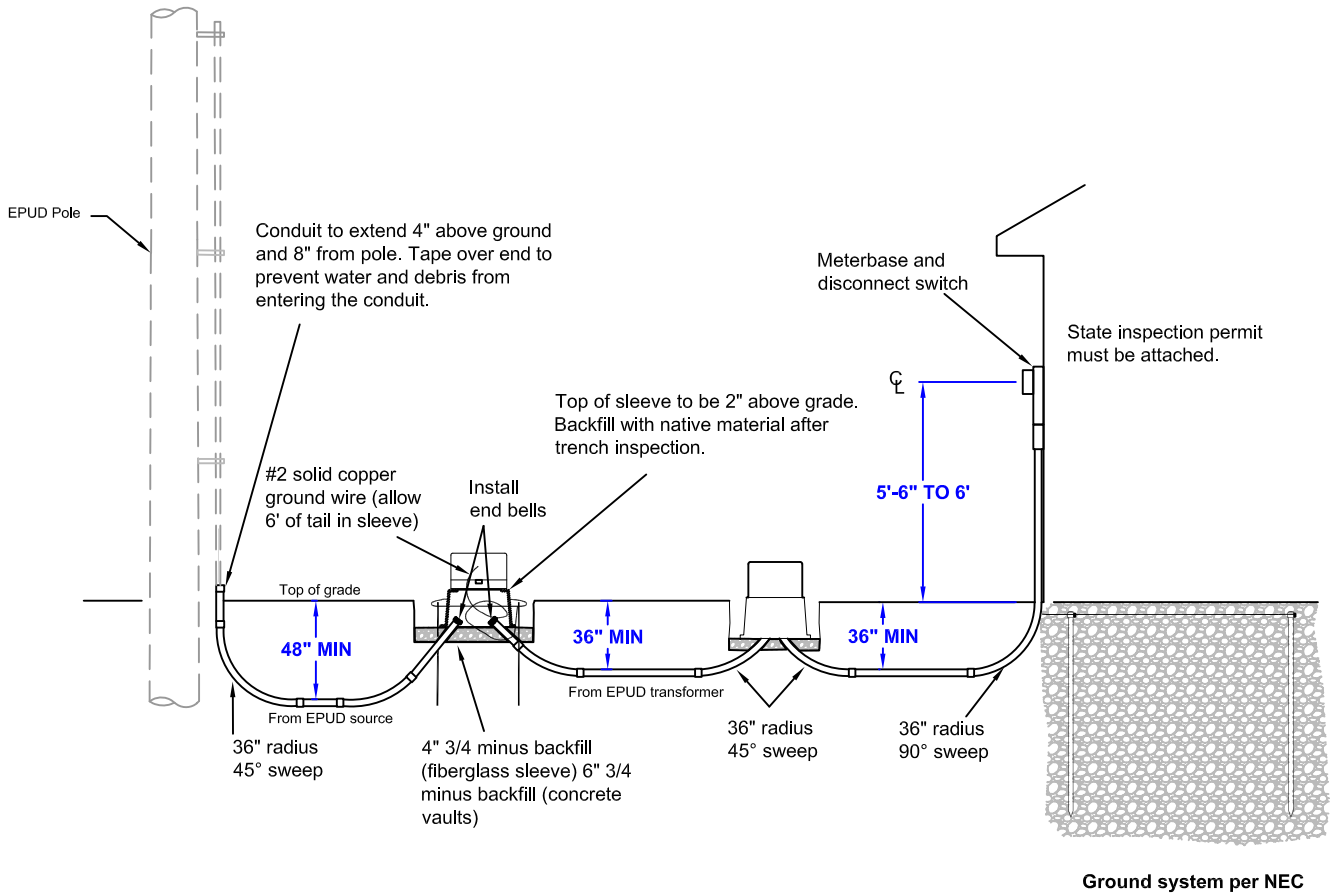 EPUD Pole
Conduit to extend 4" above ground
and 8" from pole. Tape over end to
prevent water and debris from
entering the conduit.
Meterbase and
disconnect switch
State inspection permit
must be attached.
℄
Top of sleeve to be 2" above grade.
Backfill with native material after
trench inspection.
#2 solid copper
ground wire (allow
6' of tail in sleeve)
Install
end bells
5'-6" TO 6'
Top of grade
48" MIN
36" MIN
36" MIN
From EPUD source
From EPUD transformer
36" radius
45° sweep
4" 3/4 minus backfill
(fiberglass sleeve) 6" 3/4
minus backfill (concrete
vaults)
36" radius
45° sweep
36" radius
90° sweep
Ground system per NEC